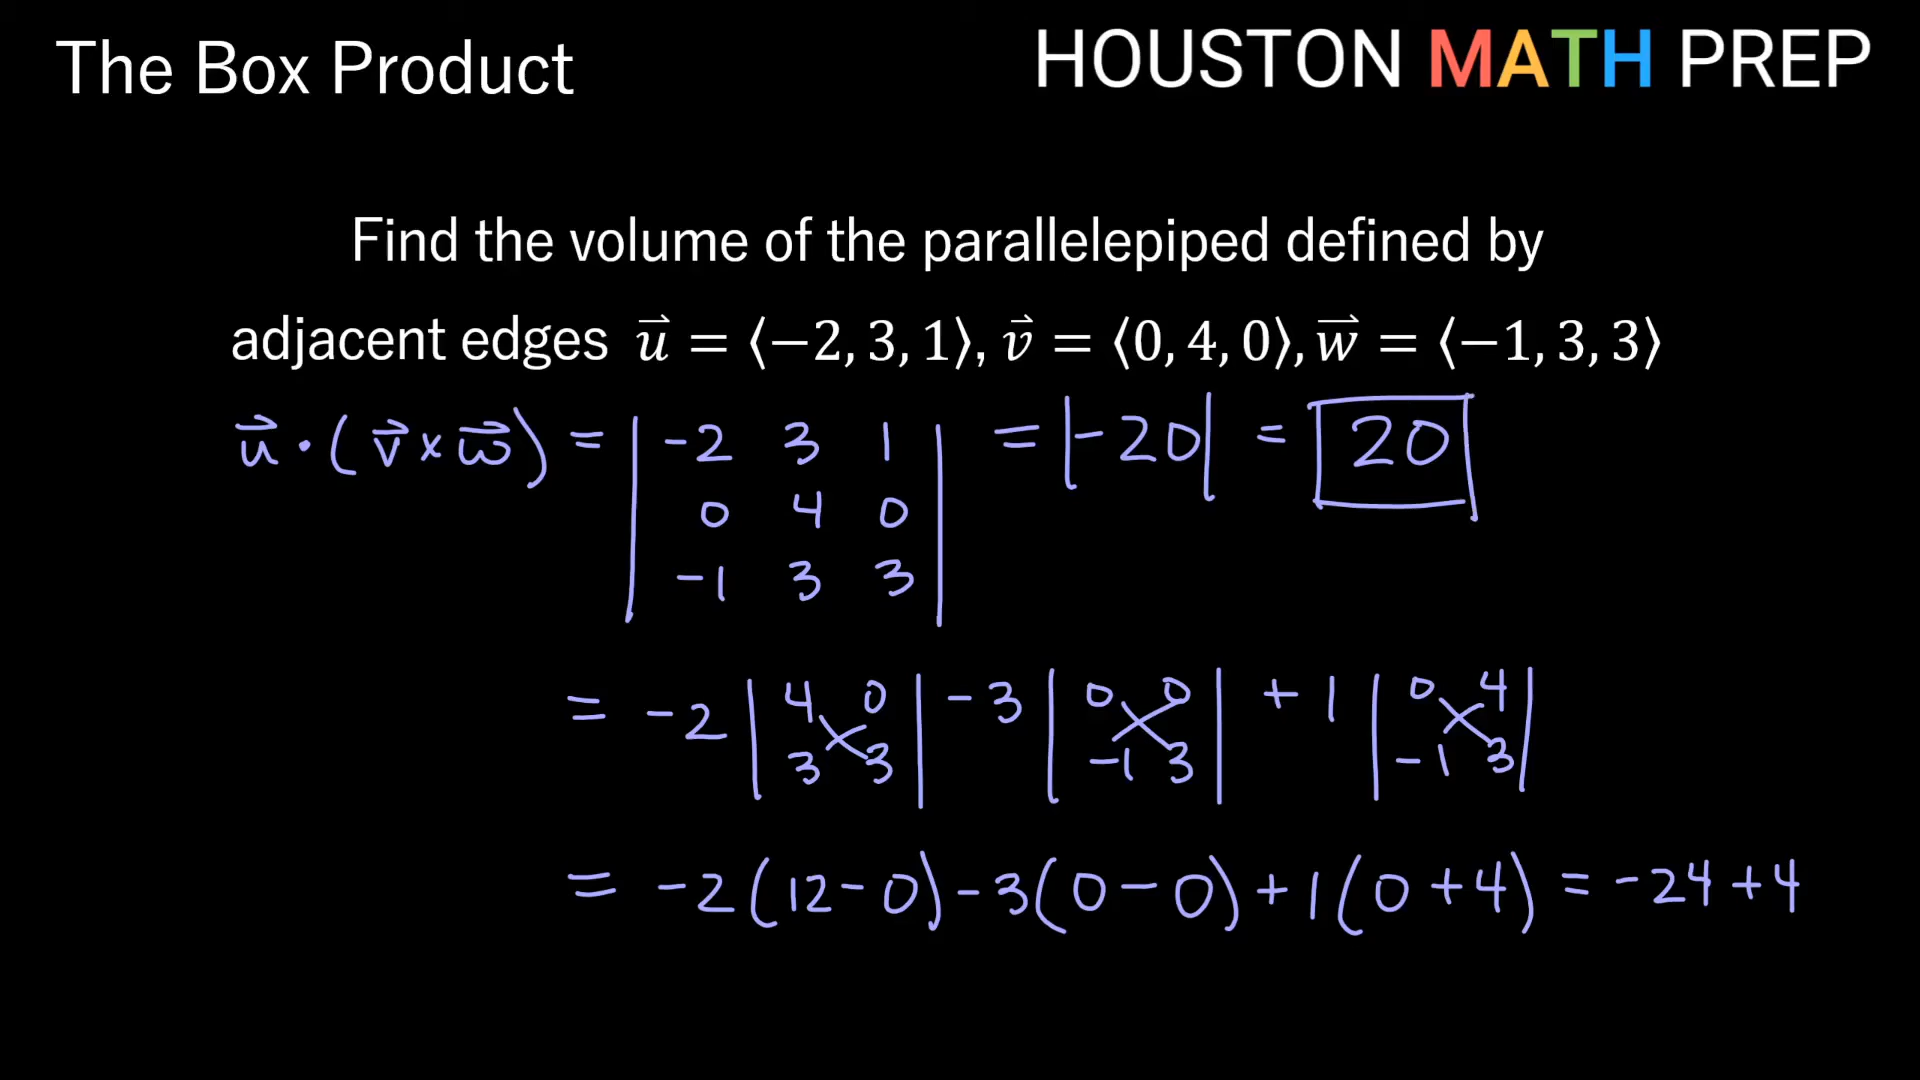 The Box Product
HOUSTON MATH PREP
Find the volume of the parallelepiped defined by
adjacent edges u⃗ = ⟨−2, 3, 1⟩, v⃗ = ⟨0, 4, 0⟩, w⃗ = ⟨−1, 3, 3⟩
u⃗ · (v⃗ × w⃗) = | -2 3 1 | = |-20| = 20
0 4 0
-1 3 3
= -2 | 4 0 | - 3 | 0 0 | + 1 | 0 4 |
3 3 -1 3 -1 3
= -2(12-0) - 3(0-0) + 1(0+4) = -24+4